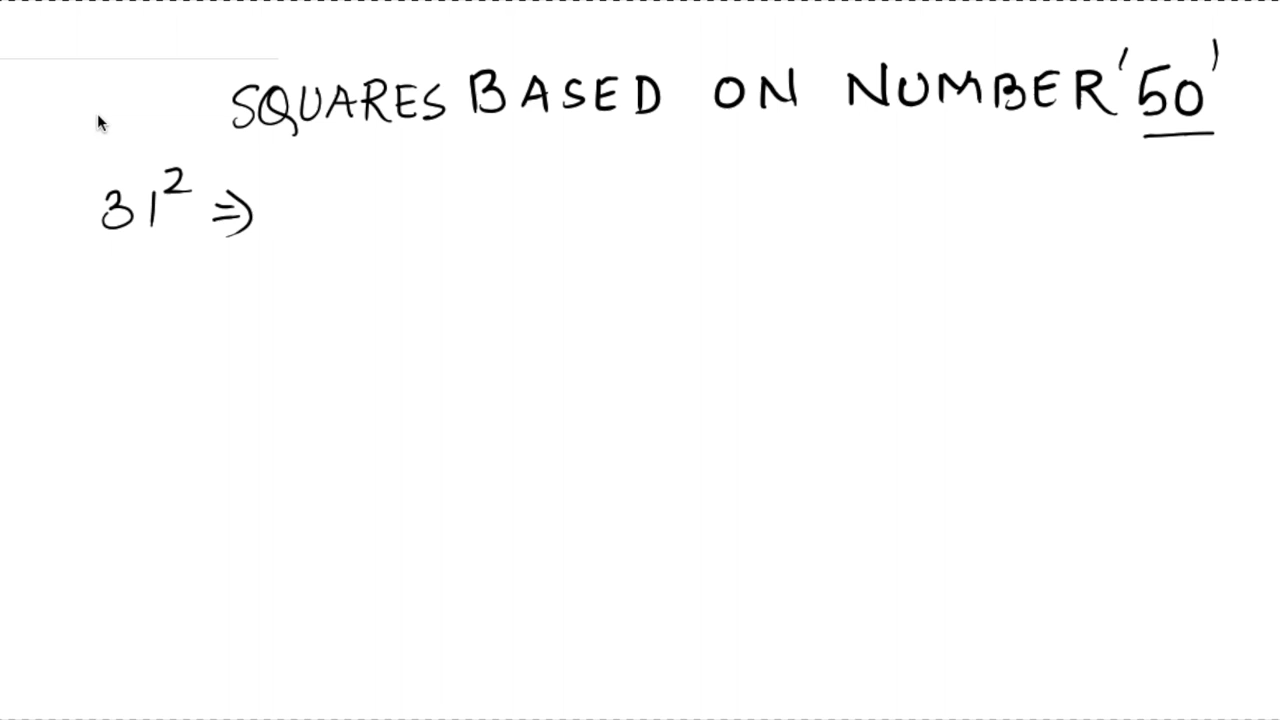 SQUARES BASED ON NUMBER '50'
31² ⇒